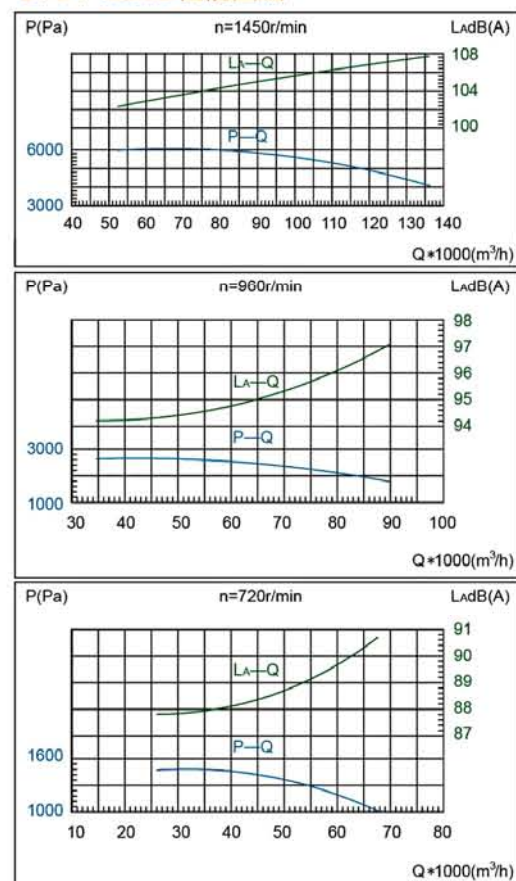 P(Pa) n=1450r/min LAdB(A)
108
LA—Q
104
100
P—Q
6000
3000
40 50 60 70 80 90 100 110 120 130 140
Q*1000(m³/h)
P(Pa) n=960r/min LAdB(A)
98
97
LA—Q
96
95
94
P—Q
3000
1000
30 40 50 60 70 80 90 100
Q*1000(m³/h)
P(Pa) n=720r/min LAdB(A)
91
90
LA—Q
89
88
87
P—Q
1600
1000
10 20 30 40 50 60 70 80
Q*1000(m³/h)